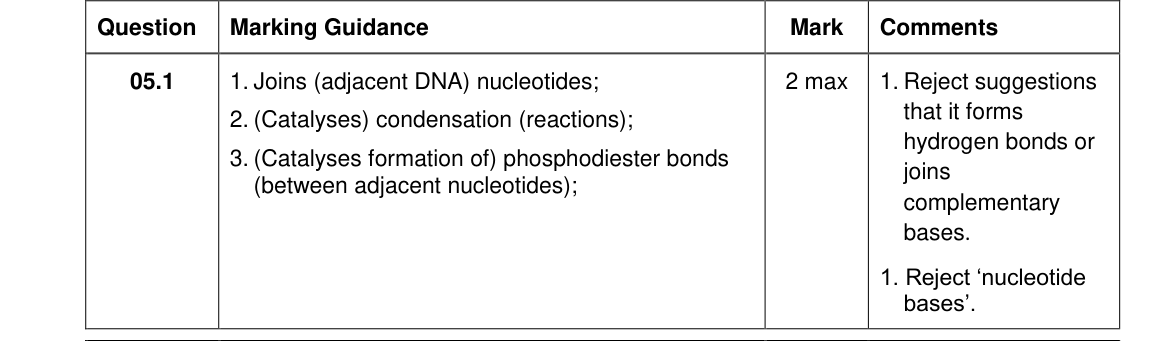 Question Marking Guidance Mark Comments
05.1 1. Joins (adjacent DNA) nucleotides;
2. (Catalyses) condensation (reactions);
3. (Catalyses formation of) phosphodiester bonds
(between adjacent nucleotides);
2 max
1. Reject suggestions
that it forms
hydrogen bonds or
joins
complementary
bases.
1. Reject ‘nucleotide
bases’.